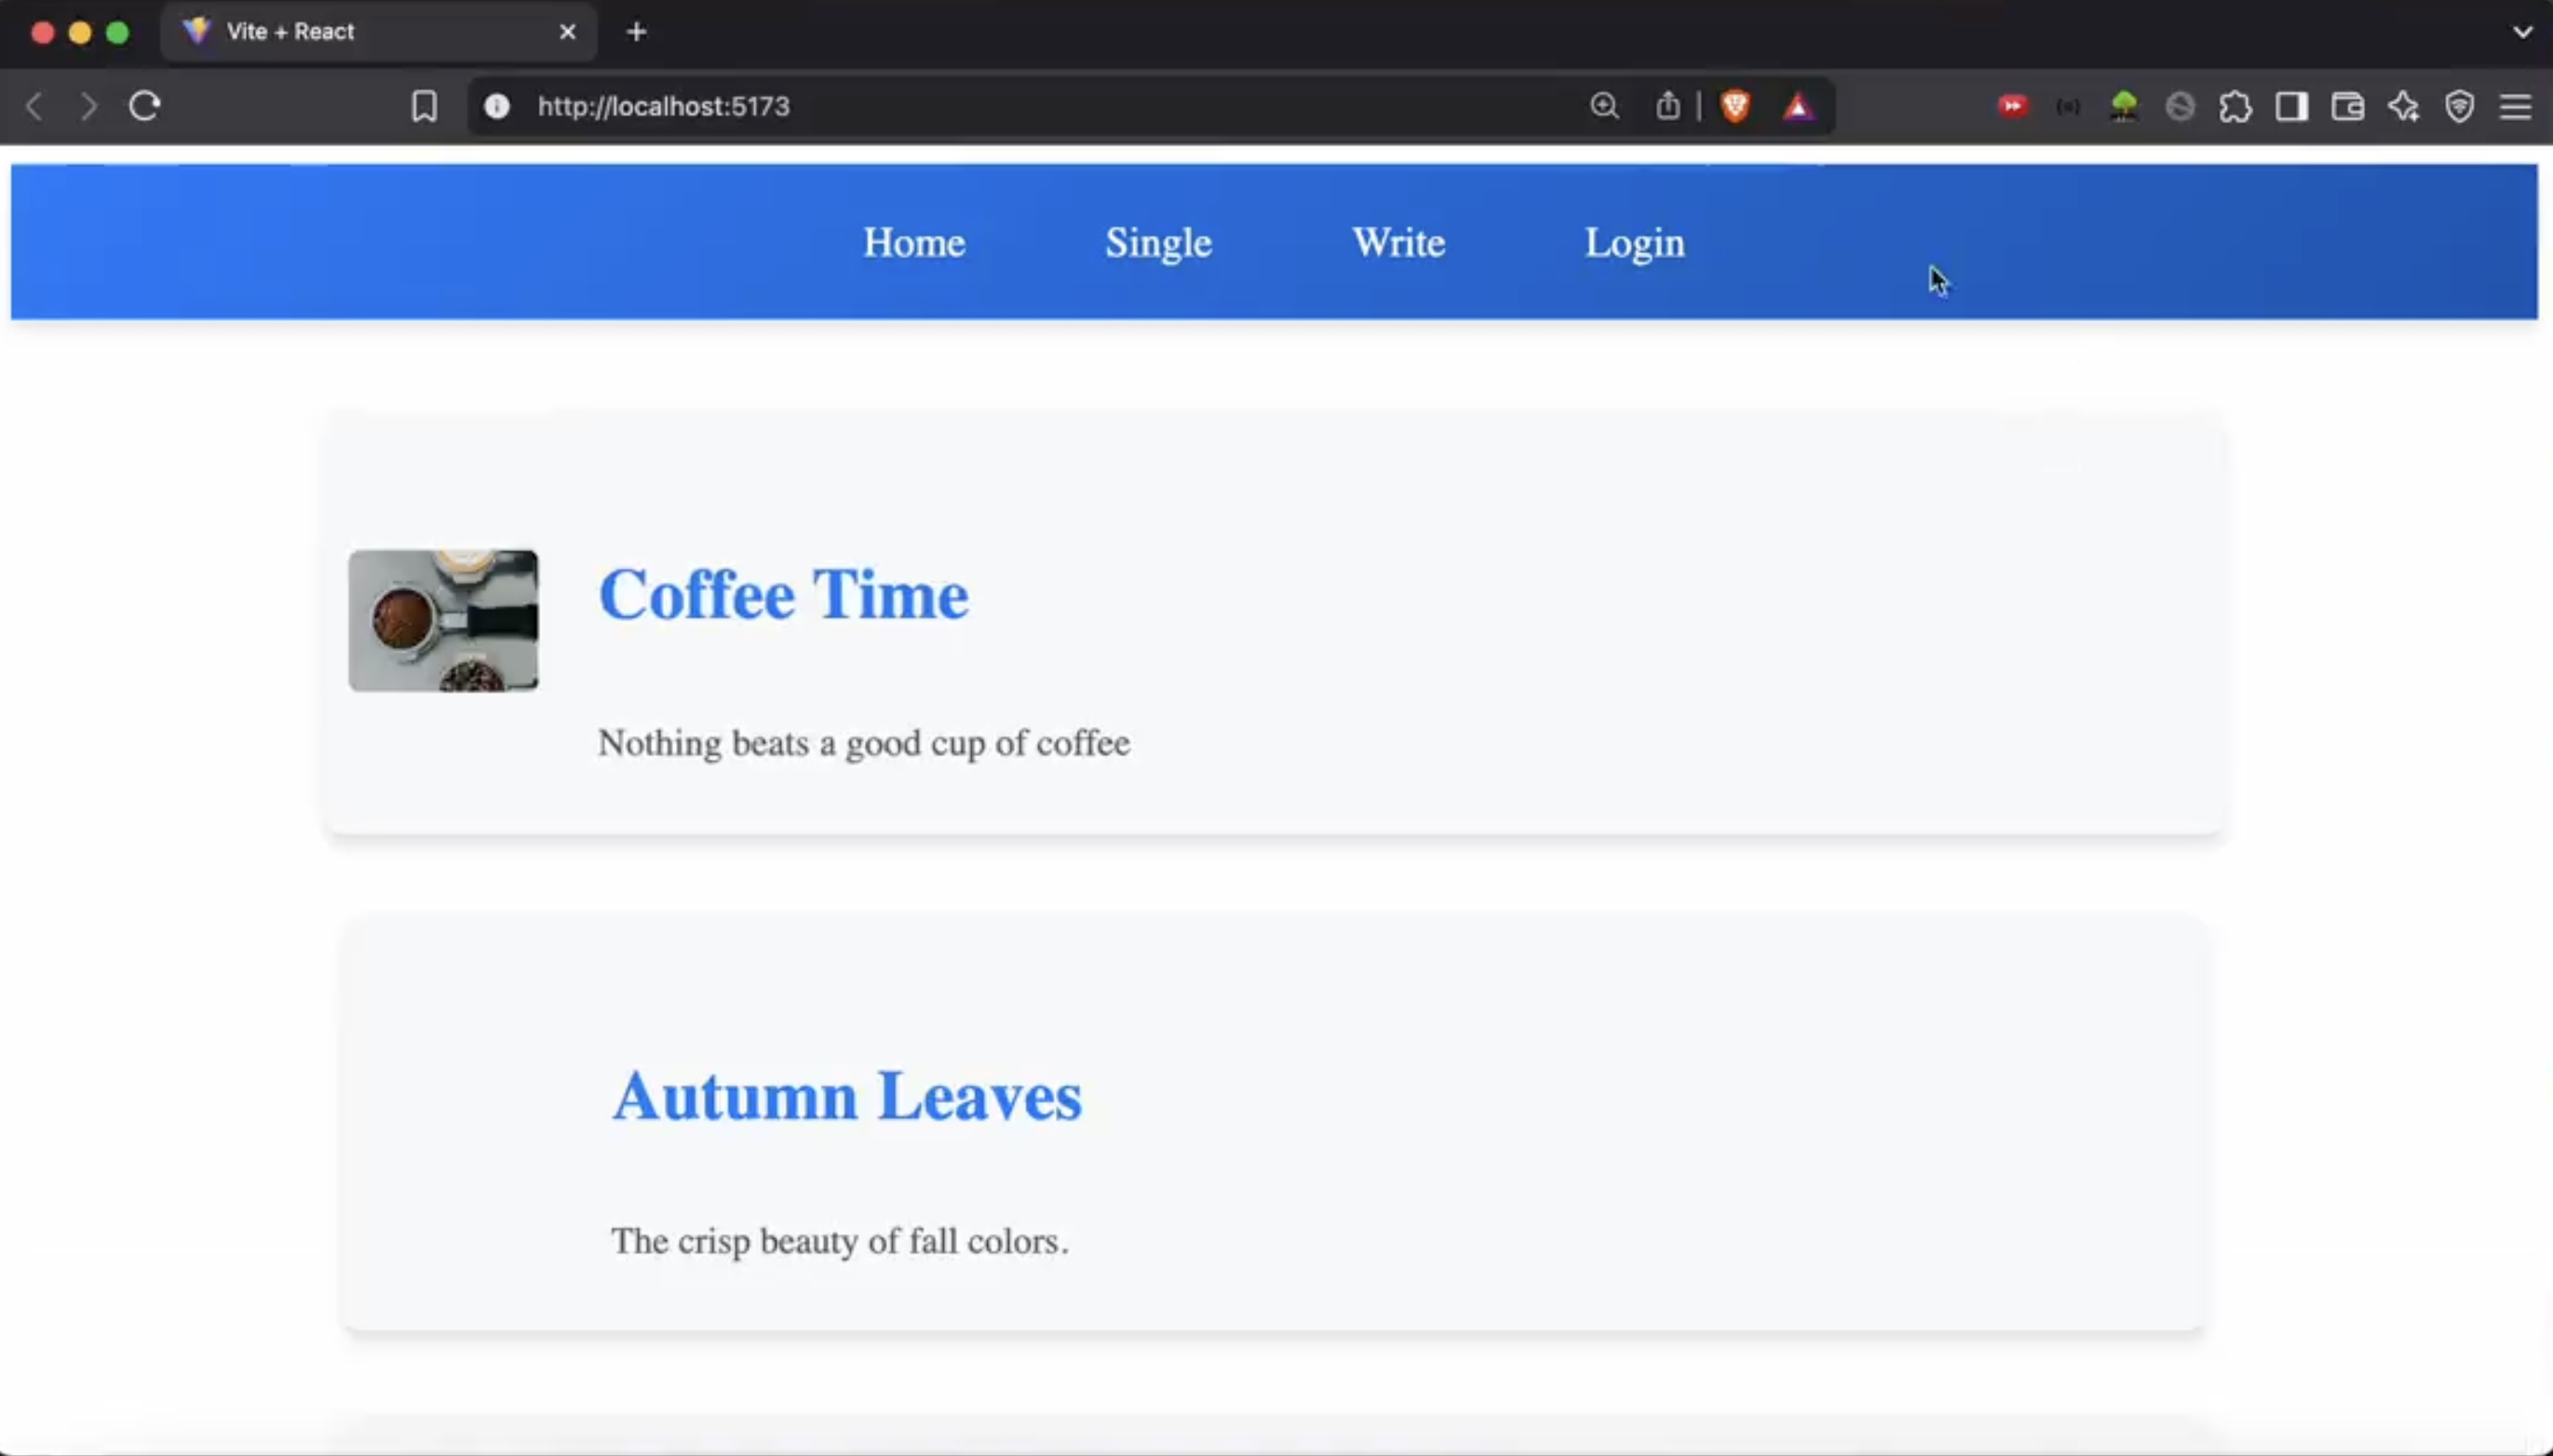 Vite + React
http://localhost:5173
Home Single Write Login
Coffee Time
Nothing beats a good cup of coffee
Autumn Leaves
The crisp beauty of fall colors.